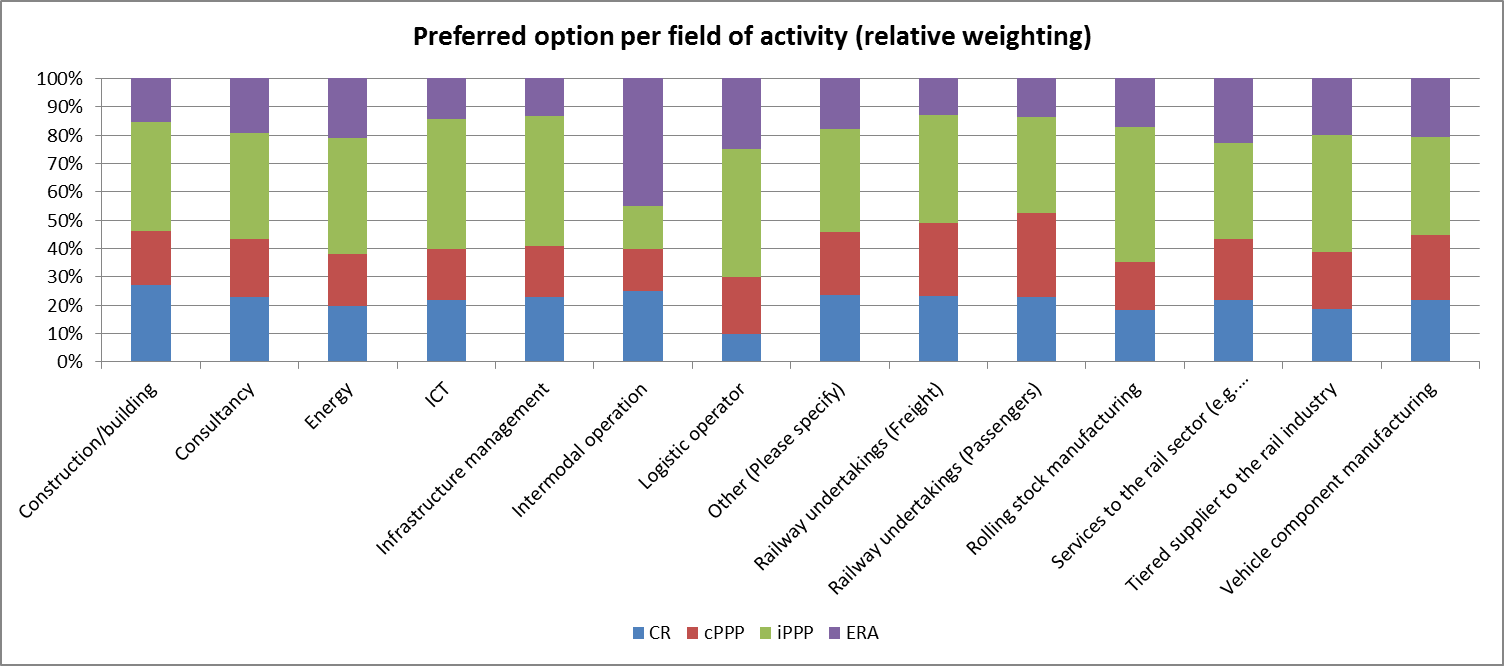 Preferred option per field of activity (relative weighting)
100%
90%
80%
70%
60%
50%
40%
30%
20%
10%
0%
Construction/building
Consultancy
Energy
ICT
Infrastructure management
Intermodal operation
Logistic operator
Other (Please specify)
Railway undertakings (Freight)
Railway undertakings (Passengers)
Rolling stock manufacturing
Services to the rail sector (e.g....
Tiered supplier to the rail industry
Vehicle component manufacturing
CR cPPP iPPP ERA